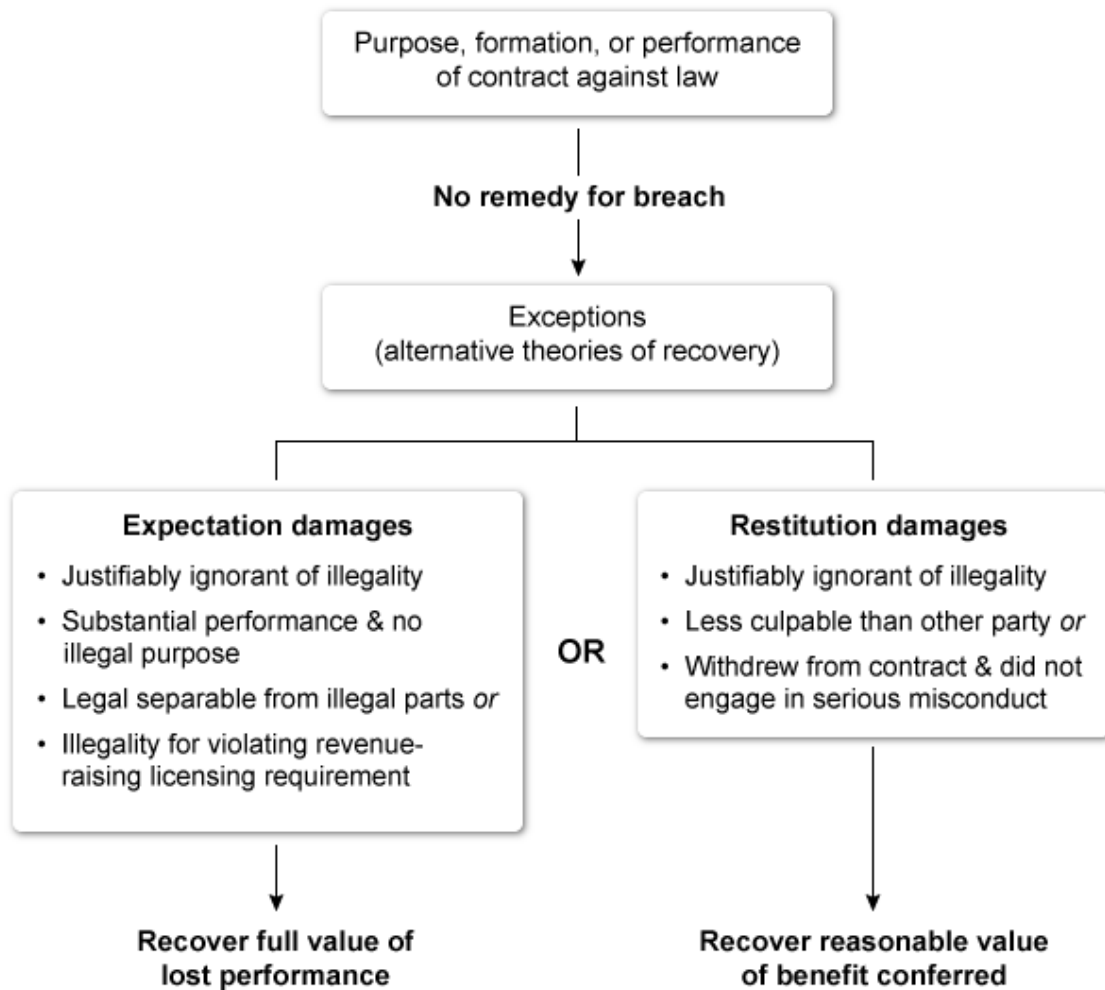 Purpose, formation, or performance
of contract against law
No remedy for breach
Exceptions
(alternative theories of recovery)
Expectation damages
• Justifiably ignorant of illegality
• Substantial performance & no
illegal purpose
• Legal separable from illegal parts or
• Illegality for violating revenue-
raising licensing requirement
OR
Restitution damages
• Justifiably ignorant of illegality
• Less culpable than other party or
• Withdrew from contract & did not
engage in serious misconduct
Recover full value of
lost performance
Recover reasonable value
of benefit conferred